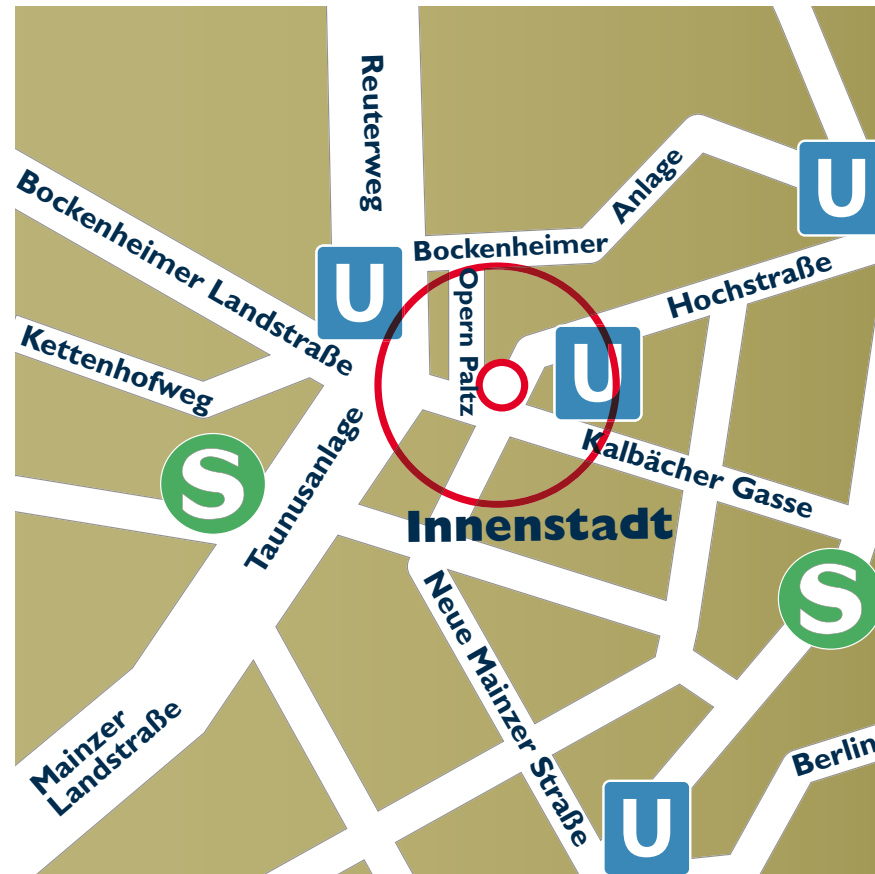 Reuterweg
Anlage
U
Bockenheimer
Bockenheimer Landstraße
U
Opern Paltz
Hochstraße
Kettenhofweg
U
Kalbächer Gasse
S
Taunusanlage
Innenstadt
S
Neue Mainzer Straße
Mainzer
Landstraße
Berlin
U